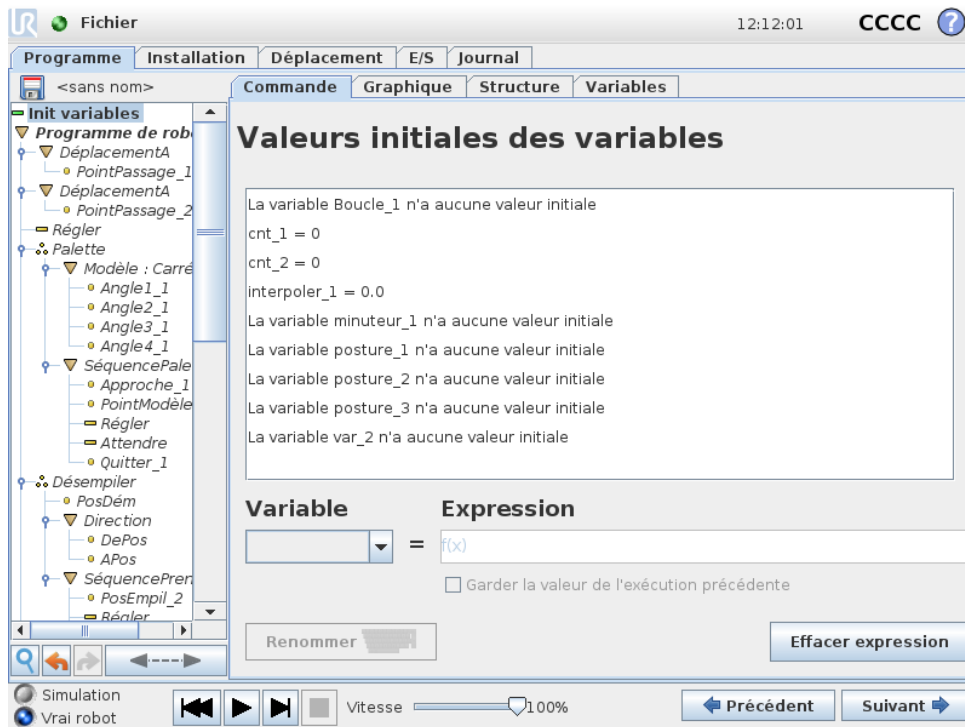 UR Fichier 12:12:01 CCCC ?
Programme Installation Déplacement E/S Journal
<sans nom> Commande Graphique Structure Variables
Init variables
Programme de rob
DéplacementA
PointPassage_1
DéplacementA
PointPassage_2
Régler
Palette
Modèle : Carré
Angle1_1
Angle2_1
Angle3_1
Angle4_1
SéquencePale
Approche_1
PointModèle
Régler
Attendre
Quitter_1
Désempiler
PosDém
Direction
DePos
APos
SéquencePren
PosEmpil_2
Régler
Valeurs initiales des variables
La variable Boucle_1 n'a aucune valeur initiale
cnt_1 = 0
cnt_2 = 0
interpoler_1 = 0.0
La variable minuteur_1 n'a aucune valeur initiale
La variable posture_1 n'a aucune valeur initiale
La variable posture_2 n'a aucune valeur initiale
La variable posture_3 n'a aucune valeur initiale
La variable var_2 n'a aucune valeur initiale
Variable Expression
= f(x)
Garder la valeur de l'exécution précédente
Renommer
Effacer expression
Simulation
Vrai robot
Vitesse 100%
Précédent Suivant